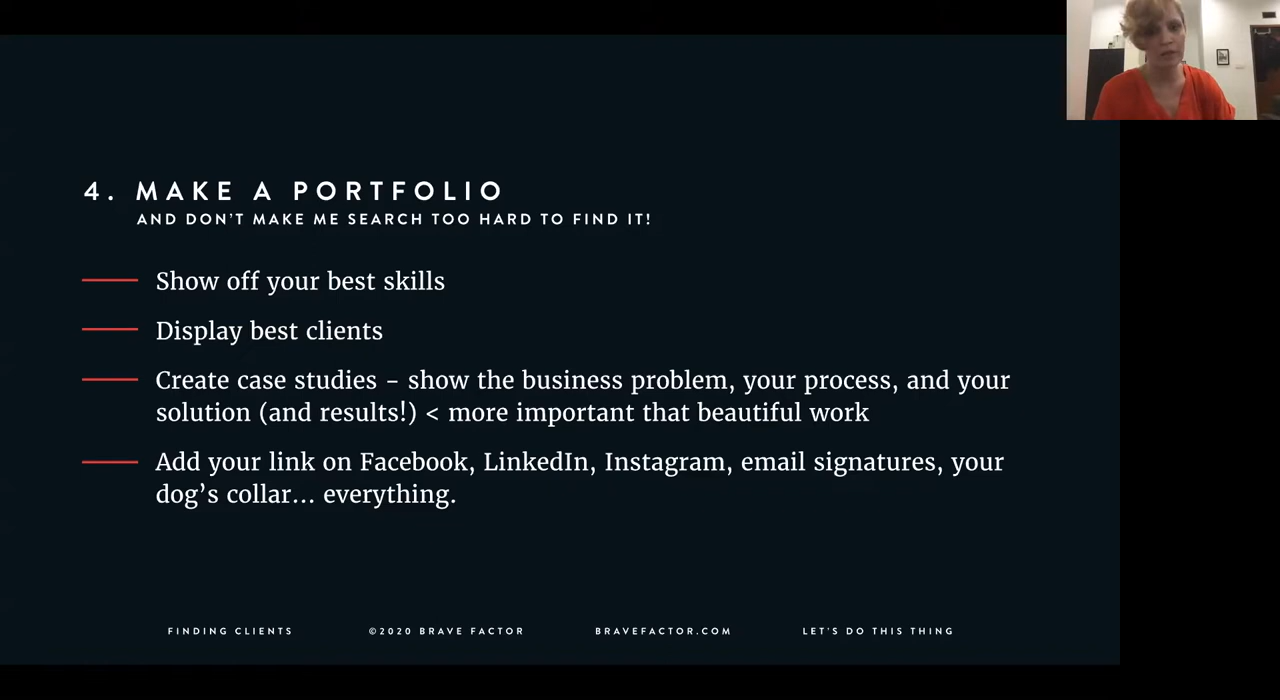 4. MAKE A PORTFOLIO
AND DON'T MAKE ME SEARCH TOO HARD TO FIND IT!
Show off your best skills
Display best clients
Create case studies – show the business problem, your process, and your
solution (and results!) < more important that beautiful work
Add your link on Facebook, LinkedIn, Instagram, email signatures, your
dog’s collar… everything.
FINDING CLIENTS ©2020 BRAVE FACTOR BRAVEFACTOR.COM LET'S DO THIS THING